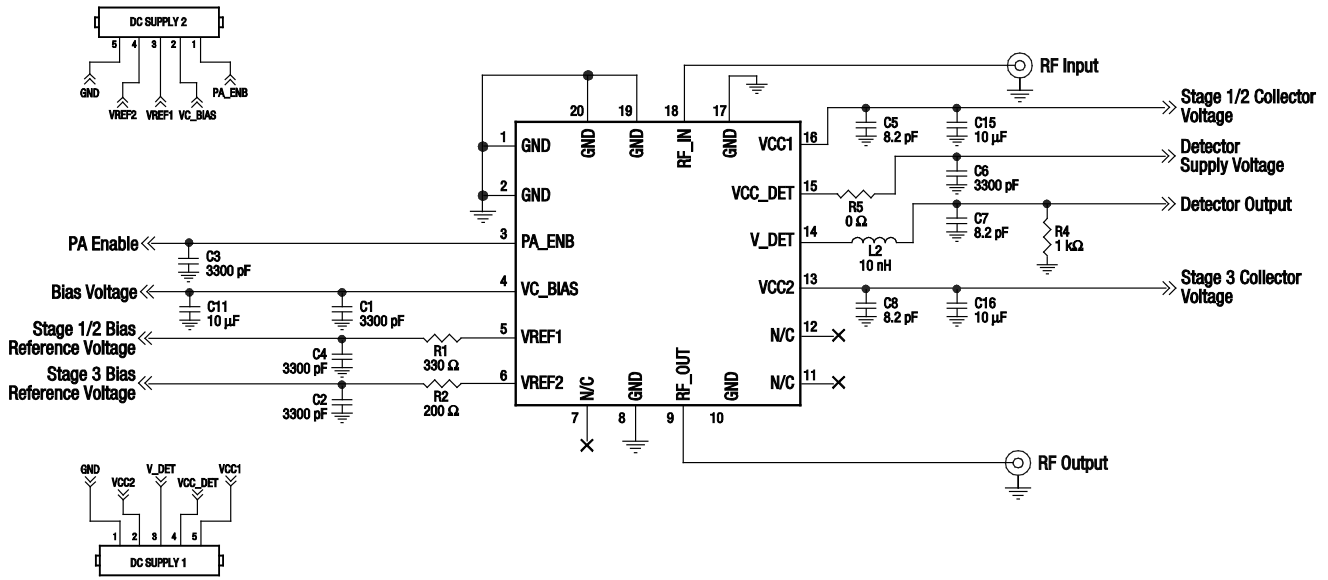 DC SUPPLY 2
5 4 3 2 1
GND
PA_ENB
VREF2 VREF1 VC_BIAS
RF Input
20 19 18 17
GND GND RF_IN GND
1 GND
2 GND
3 PA_ENB
4 VC_BIAS
5 VREF1
6 VREF2
VCC1 16
VCC_DET 15
V_DET 14
VCC2 13
N/C 12
N/C 11
N/C GND RF_OUT GND
7 8 9 10
C5
8.2 pF
C15
10 µF
Stage 1/2 Collector
Voltage
R5
0 Ω
C6
3300 pF
Detector
Supply Voltage
L2
10 nH
C7
8.2 pF
R4
1 kΩ
Detector Output
C8
8.2 pF
C16
10 µF
Stage 3 Collector
Voltage
PA Enable
C3
3300 pF
Bias Voltage
C11
10 µF
C1
3300 pF
Stage 1/2 Bias
Reference Voltage
C4
3300 pF
R1
330 Ω
Stage 3 Bias
Reference Voltage
C2
3300 pF
R2
200 Ω
RF Output
GND V_DET VCC1
VCC2 VCC_DET
1 2 3 4 5
DC SUPPLY 1